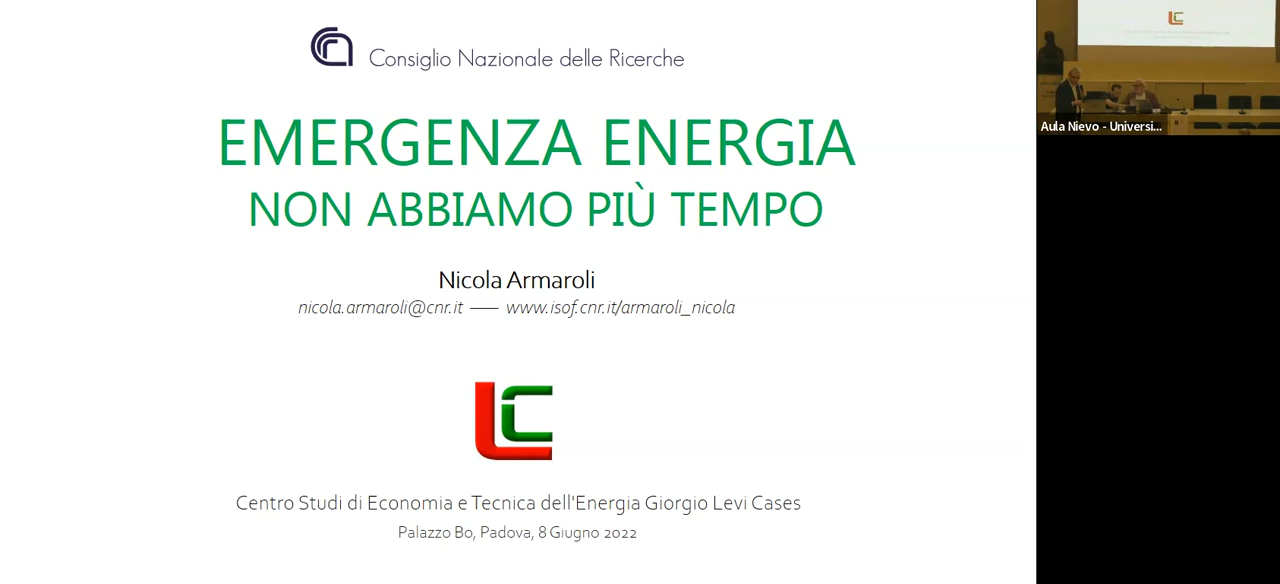 Consiglio Nazionale delle Ricerche
EMERGENZA ENERGIA
NON ABBIAMO PIÙ TEMPO
Nicola Armaroli
nicola.armaroli@cnr.it —— www.isof.cnr.it/armaroli_nicola
LC
Centro Studi di Economia e Tecnica dell'Energia Giorgio Levi Cases
Palazzo Bo, Padova, 8 Giugno 2022
Aula Nievo - Universi...